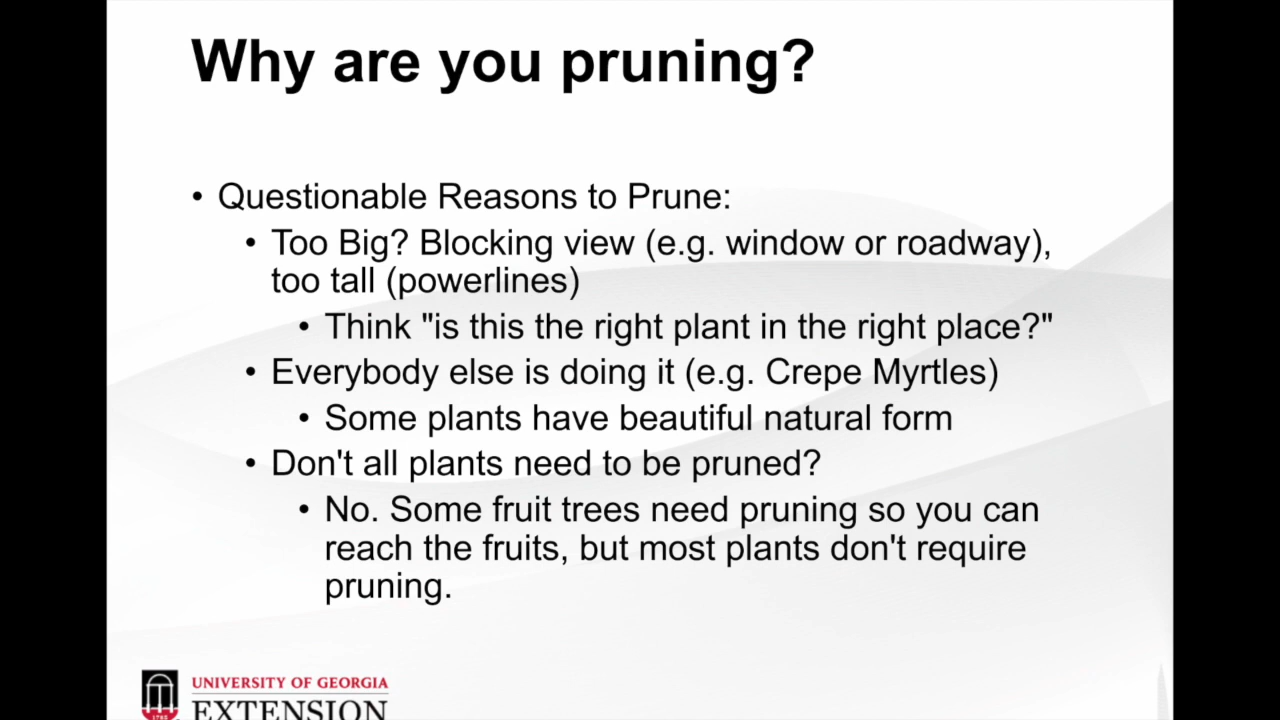 Why are you pruning?
• Questionable Reasons to Prune:
• Too Big? Blocking view (e.g. window or roadway),
too tall (powerlines)
• Think "is this the right plant in the right place?"
• Everybody else is doing it (e.g. Crepe Myrtles)
• Some plants have beautiful natural form
• Don't all plants need to be pruned?
• No. Some fruit trees need pruning so you can
reach the fruits, but most plants don't require
pruning.
UNIVERSITY OF GEORGIA
EXTENSION
1785